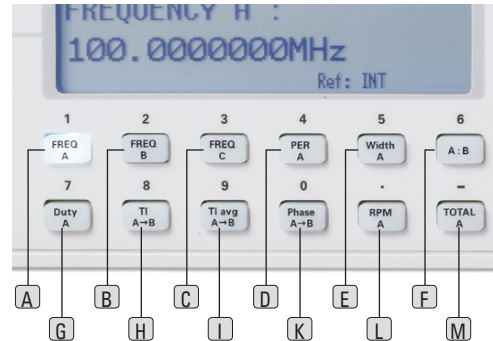 FREQUENCY A :
100.0000000MHz
Ref: INT
1 2 3 4 5 6
FREQ A FREQ B FREQ C PER A Width A A:B
7 8 9 0 . -
Duty A TI A→B TI avg A→B Phase A→B RPM A TOTAL A
A B C D E F
G H I K L M